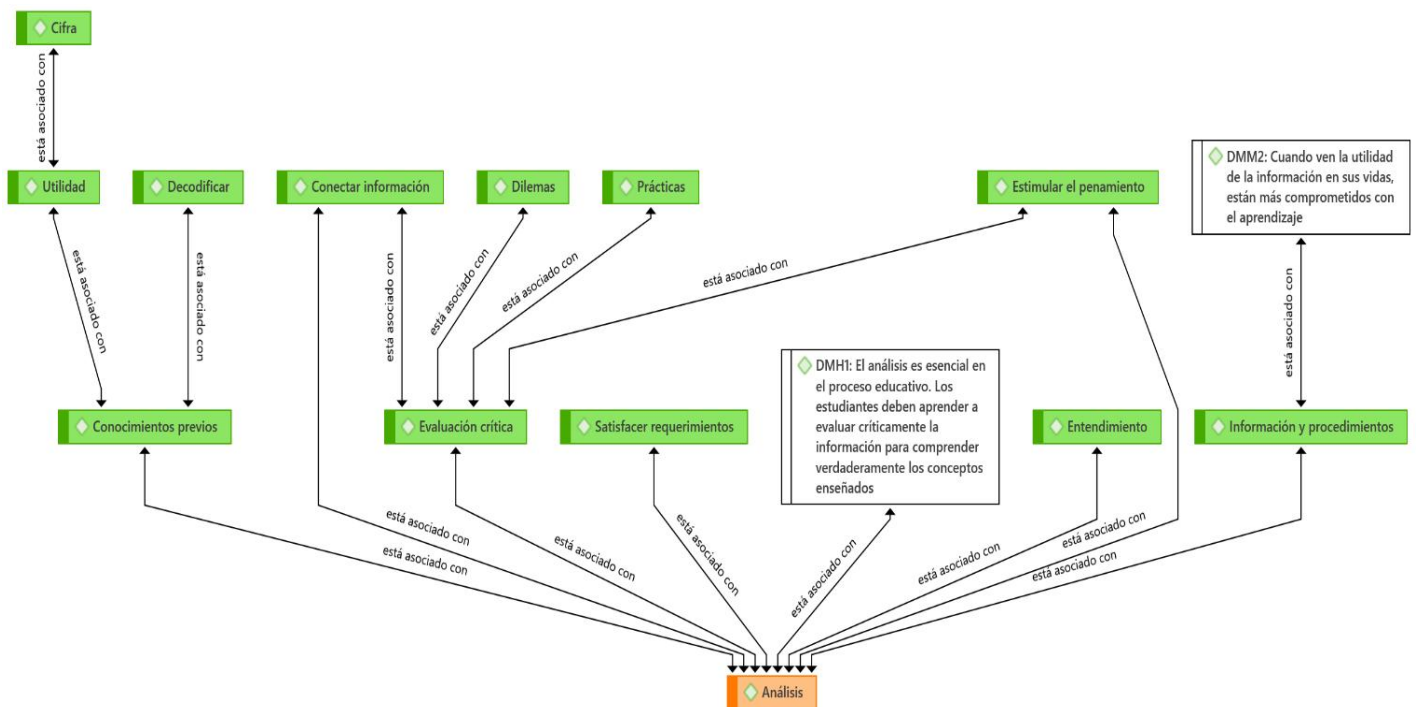 Cifra
está asociado con
Utilidad
Decodificar
Conectar información
Dilemas
Prácticas
Estimular el penamiento
DMM2: Cuando ven la utilidad
de la información en sus vidas,
están más comprometidos con
el aprendizaje
está asociado con
está asociado con
está asociado con
está asociado con
está asociado con
está asociado con
está asociado con
DMH1: El análisis es esencial en
el proceso educativo. Los
estudiantes deben aprender a
evaluar críticamente la
información para comprender
verdaderamente los conceptos
enseñados
Conocimientos previos
Evaluación crítica
Satisfacer requerimientos
Entendimiento
Información y procedimientos
está asociado con
está asociado con
está asociado con
está asociado con
está asociado con
está asociado con
está asociado con
está asociado con
Análisis